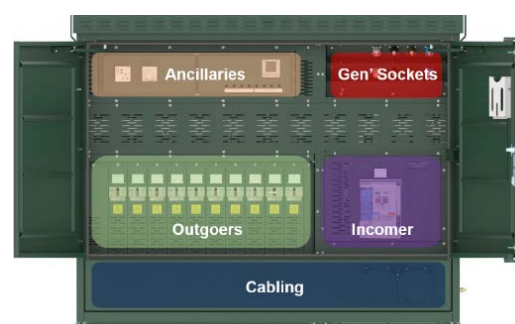 Ancillaries
Gen' Sockets
Outgoers
Incomer
Cabling